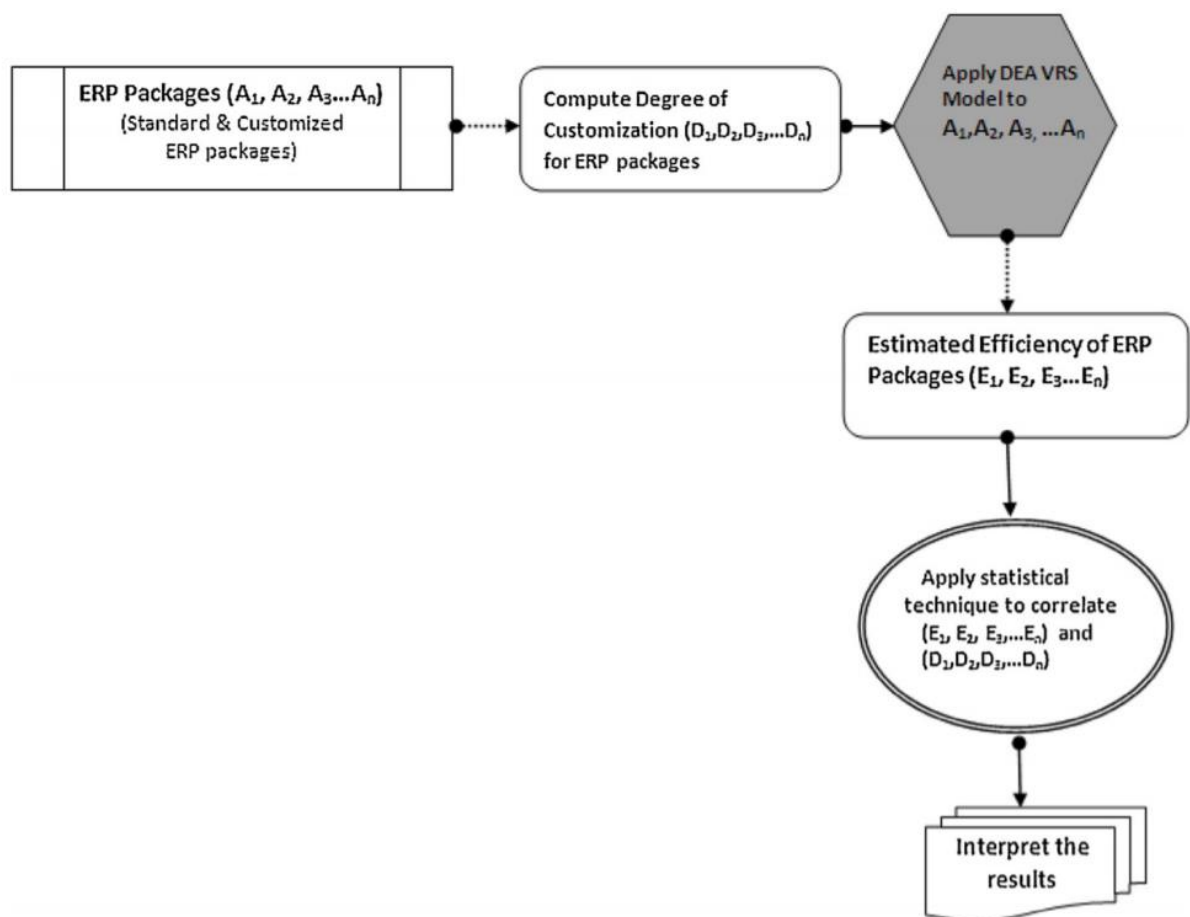 ERP Packages (A₁, A₂, A₃...Aₙ)
(Standard & Customized
ERP packages)
Compute Degree of
Customization (D₁,D₂,D₃,...Dₙ)
for ERP packages
Apply DEA VRS
Model to
A₁,A₂, A₃, ...Aₙ
Estimated Efficiency of ERP
Packages (E₁, E₂, E₃...Eₙ)
Apply statistical
technique to correlate
(E₁, E₂, E₃,...Eₙ) and
(D₁,D₂,D₃,...Dₙ)
Interpret the
results